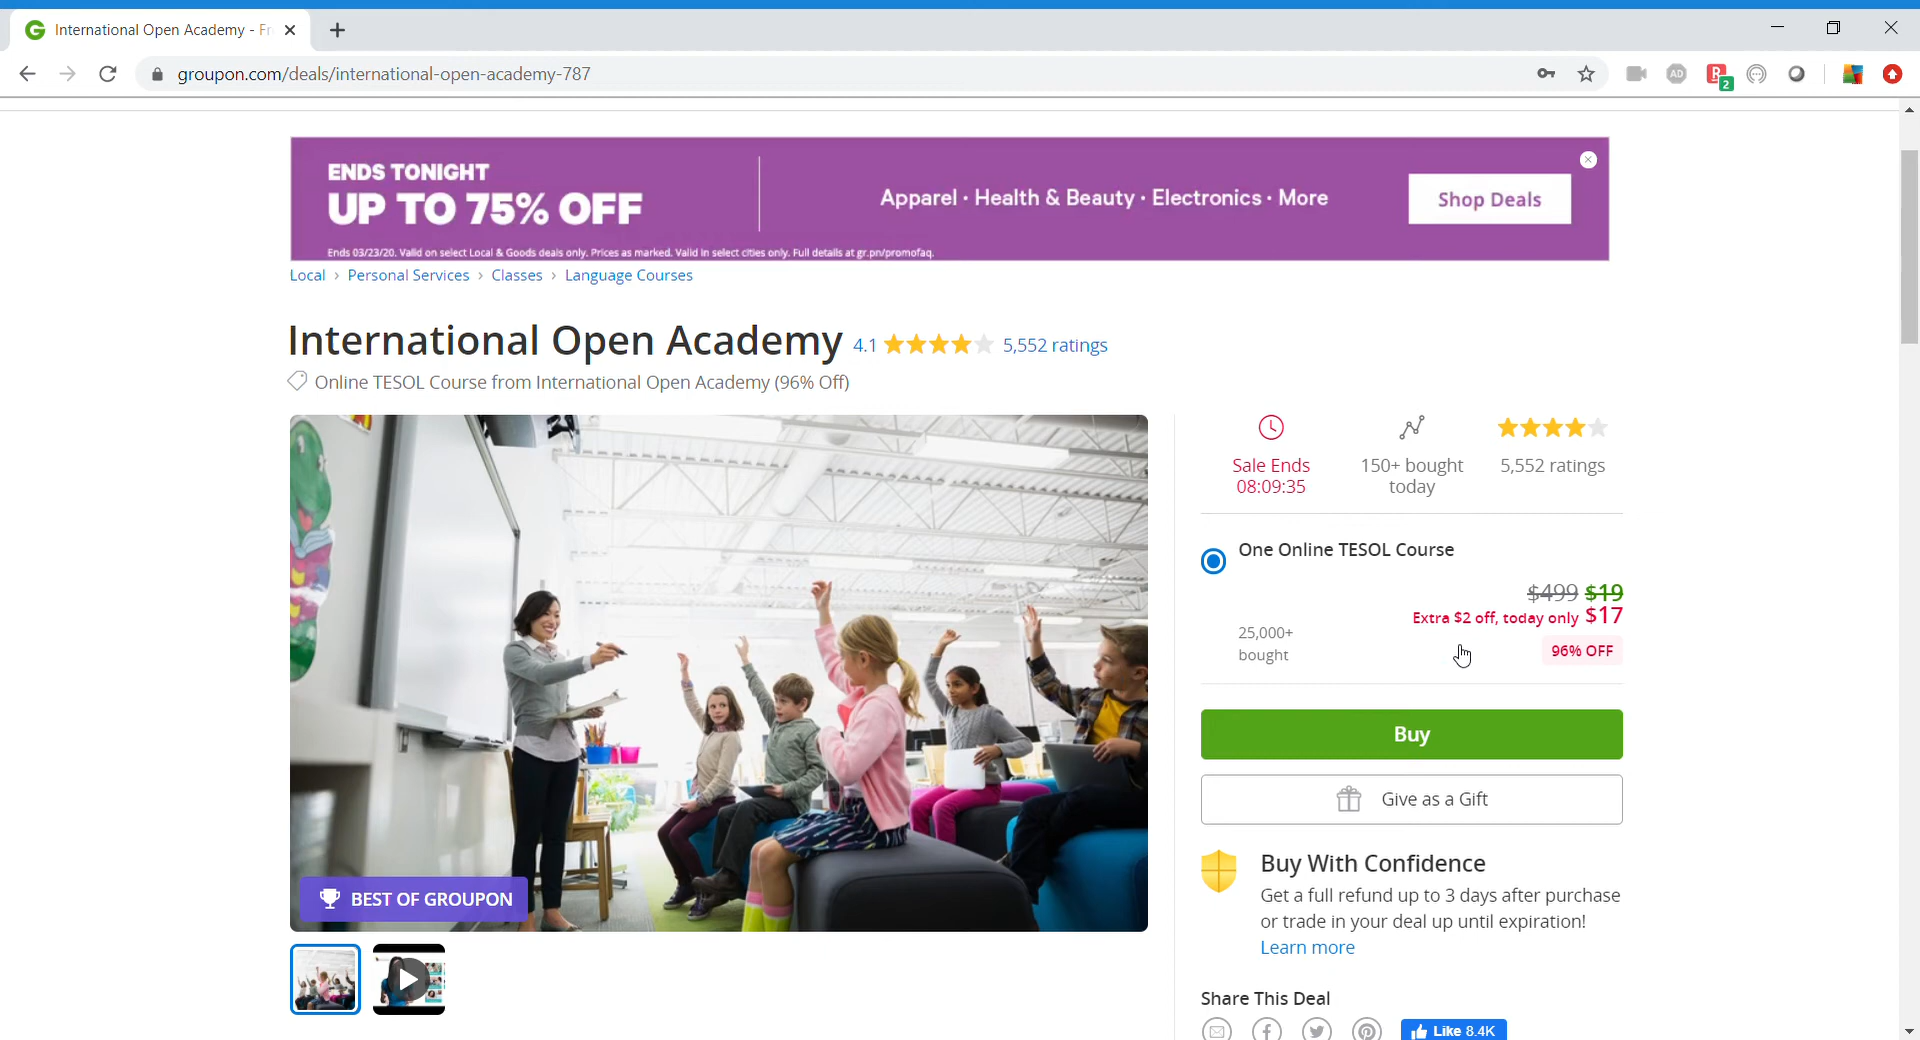 International Open Academy - Fr
groupon.com/deals/international-open-academy-787
AD
2
ENDS TONIGHT
UP TO 75% OFF
Apparel · Health & Beauty · Electronics · More
Shop Deals
Ends 03/23/20. Valid on select Local & Goods deals only. Prices as marked. Valid in select cities only. Full details at gr.pn/promofaq.
Local › Personal Services › Classes › Language Courses
International Open Academy 4.1 5,552 ratings
Online TESOL Course from International Open Academy (96% Off)
Sale Ends
08:09:35
150+ bought
today
5,552 ratings
One Online TESOL Course
$499 $19
Extra $2 off, today only $17
25,000+
bought
96% OFF
Buy
Give as a Gift
BEST OF GROUPON
Buy With Confidence
Get a full refund up to 3 days after purchase
or trade in your deal up until expiration!
Learn more
Share This Deal
Like 8.4K